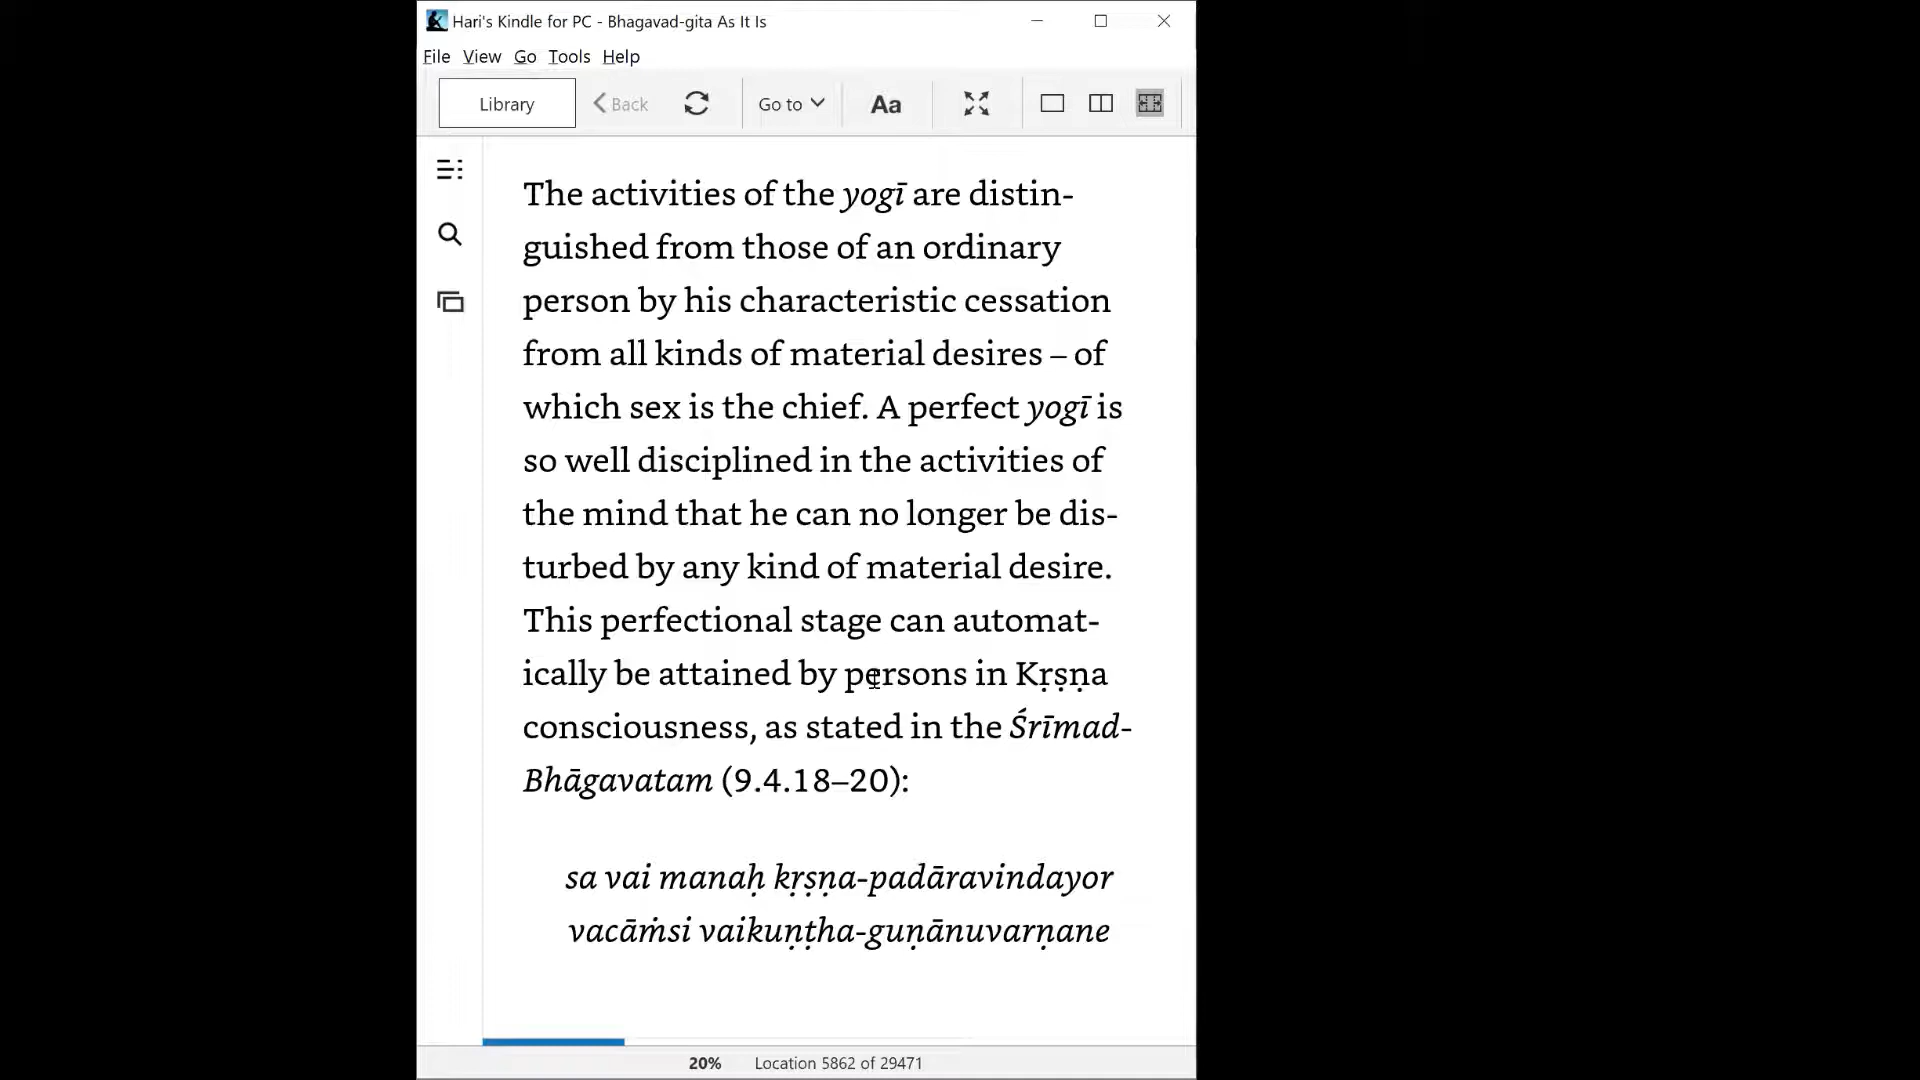 Hari's Kindle for PC - Bhagavad-gita As It Is
File View Go Tools Help
Library Back Go to Aa
The activities of the yogī are distin-
guished from those of an ordinary
person by his characteristic cessation
from all kinds of material desires – of
which sex is the chief. A perfect yogī is
so well disciplined in the activities of
the mind that he can no longer be dis-
turbed by any kind of material desire.
This perfectional stage can automat-
ically be attained by persons in Kṛṣṇa
consciousness, as stated in the Śrīmad-
Bhāgavatam (9.4.18–20):
sa vai manaḥ kṛṣṇa-padāravindayor
vacāṁsi vaikuṇṭha-guṇānuvarṇane
20% Location 5862 of 29471